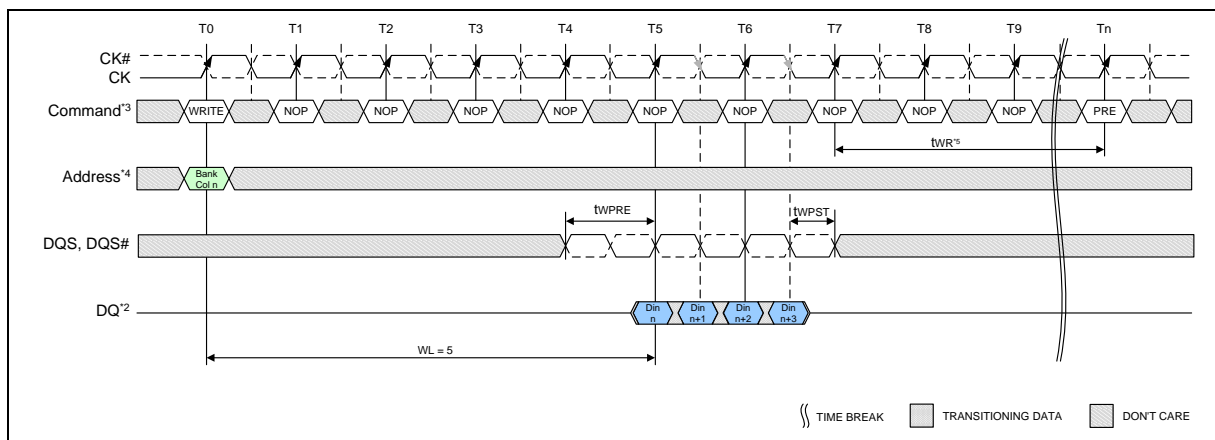 T0 T1 T2 T3 T4 T5 T6 T7 T8 T9 Tn
CK#
CK
Command*3 WRITE NOP NOP NOP NOP NOP NOP NOP NOP NOP PRE
tWR*5
Address*4 Bank
Col n
tWPRE tWPST
DQS, DQS#
DQ*2 Din
n Din
n+1 Din
n+2 Din
n+3
WL = 5
TIME BREAK TRANSITIONING DATA DON'T CARE